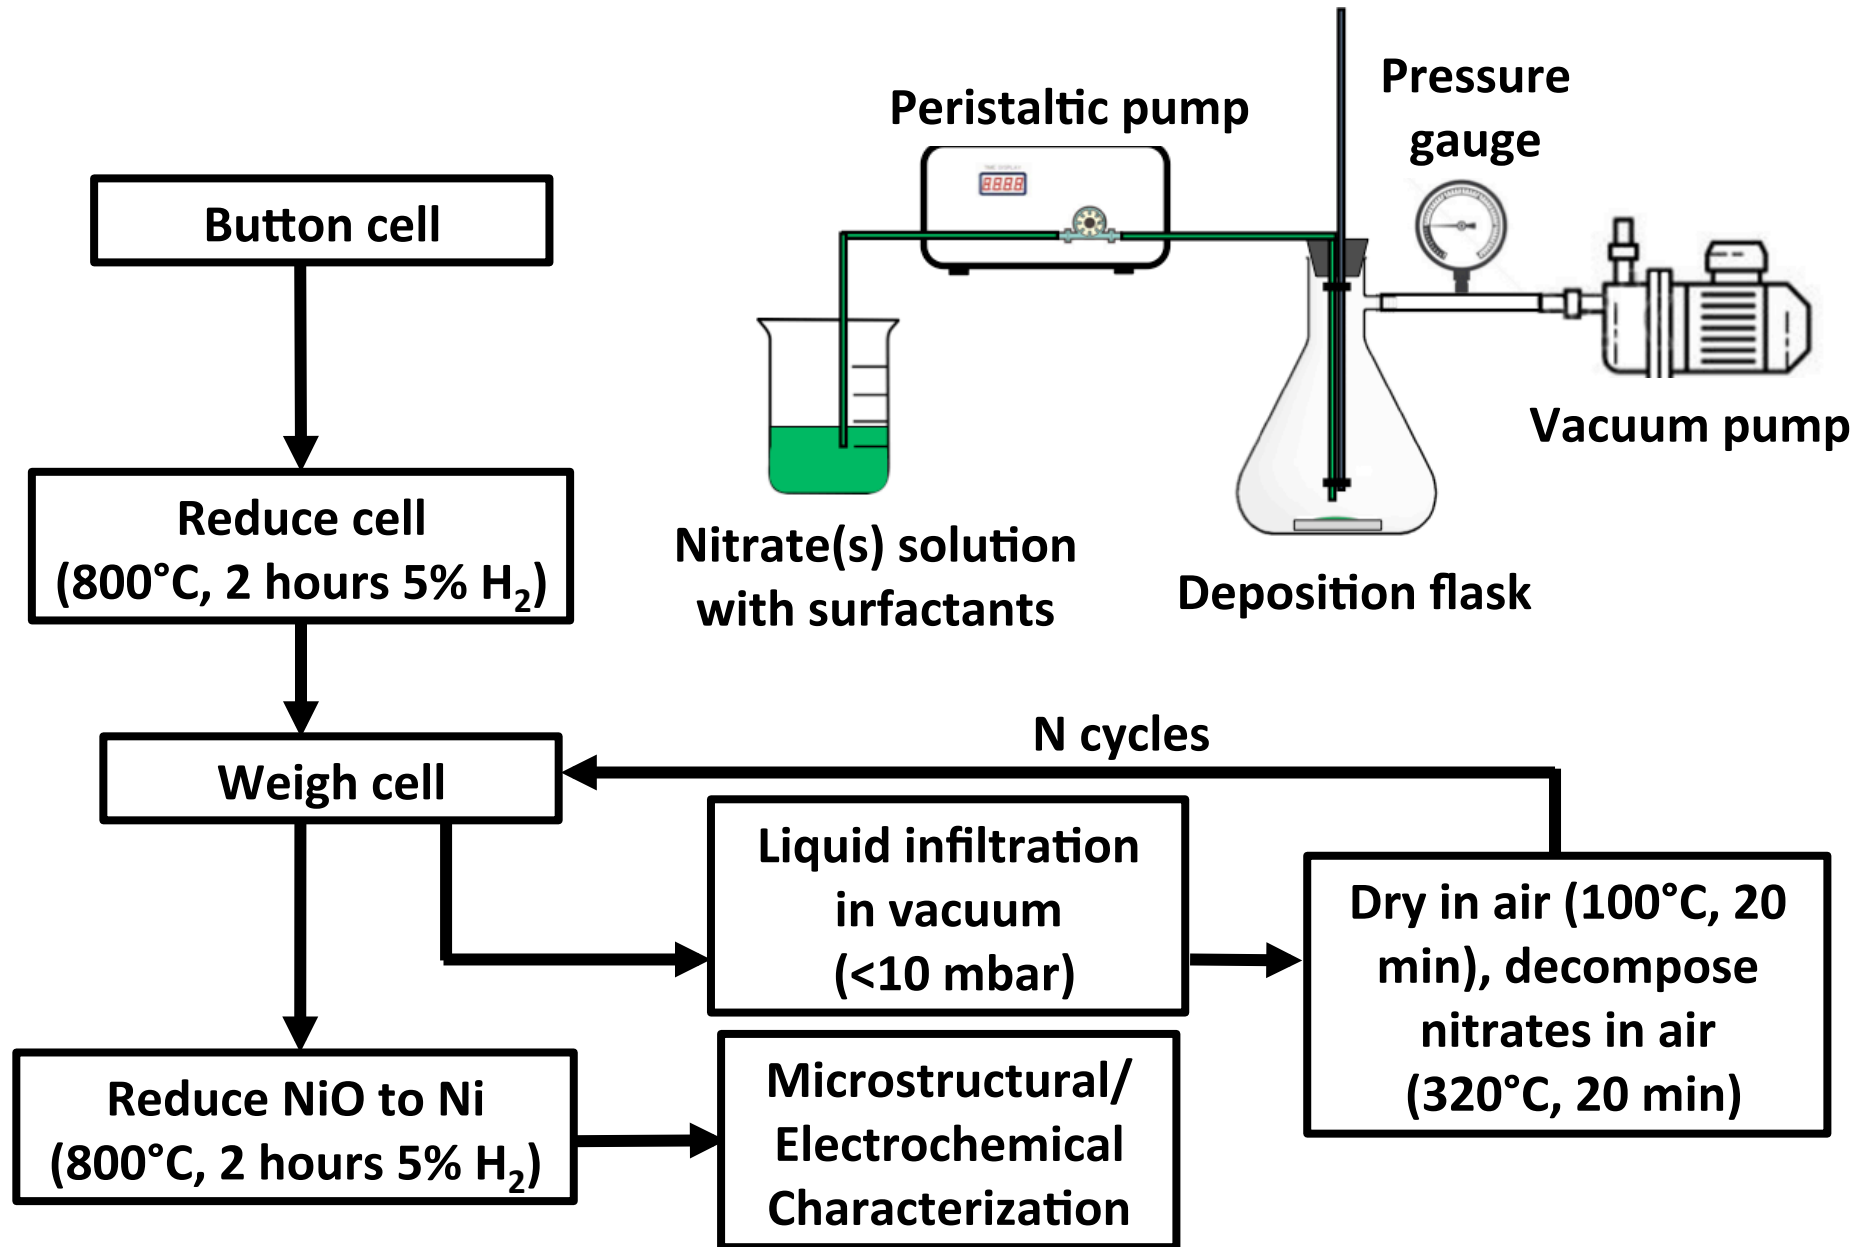 Peristaltic pump
Pressure
gauge
8888
Button cell
Vacuum pump
Reduce cell
(800°C, 2 hours 5% H₂)
Nitrate(s) solution
with surfactants
Deposition flask
N cycles
Weigh cell
Liquid infiltration
in vacuum
(<10 mbar)
Dry in air (100°C, 20
min), decompose
nitrates in air
(320°C, 20 min)
Reduce NiO to Ni
(800°C, 2 hours 5% H₂)
Microstructural/
Electrochemical
Characterization